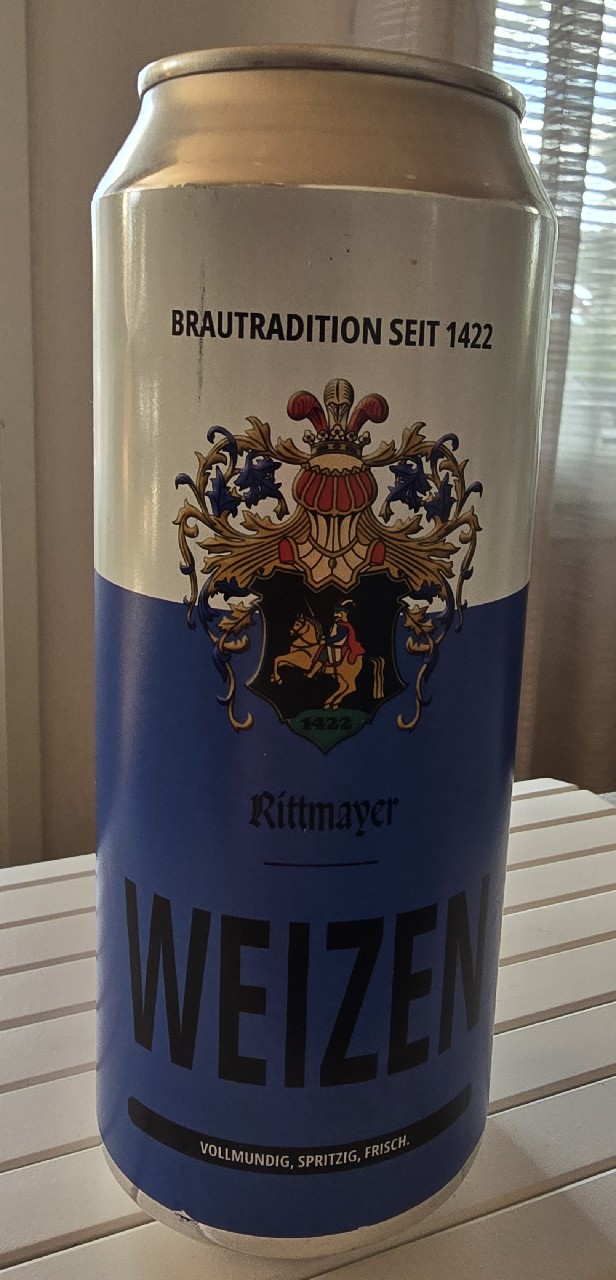 BRAUTRADITION SEIT 1422
1422
Rittmayer
WEIZEN
VOLLMUNDIG, SPRITZIG, FRISCH.